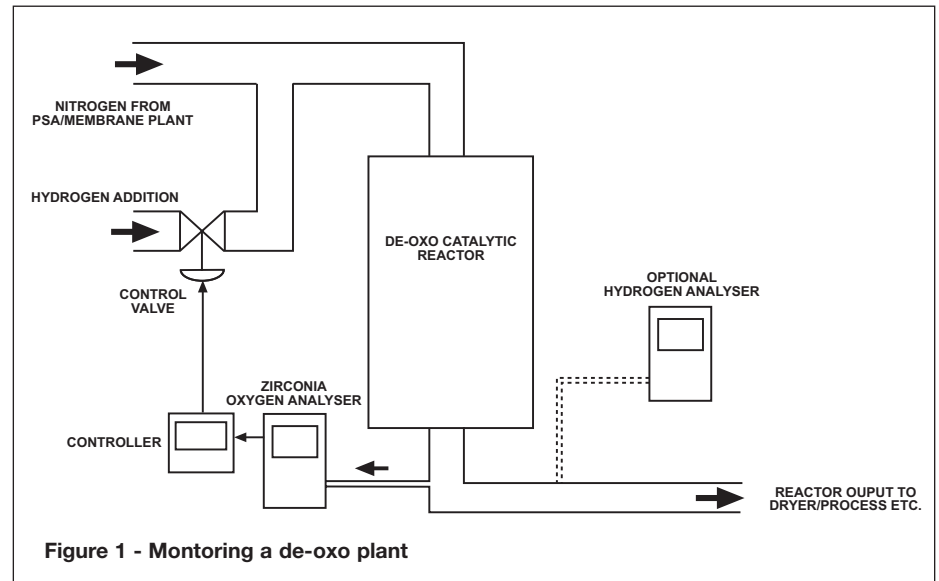 NITROGEN FROM
PSA/MEMBRANE PLANT
HYDROGEN ADDITION
DE-OXO CATALYTIC
REACTOR
OPTIONAL
HYDROGEN ANALYSER
CONTROL
VALVE
ZIRCONIA
OXYGEN ANALYSER
CONTROLLER
REACTOR OUPUT TO
DRYER/PROCESS ETC.
Figure 1 - Montoring a de-oxo plant